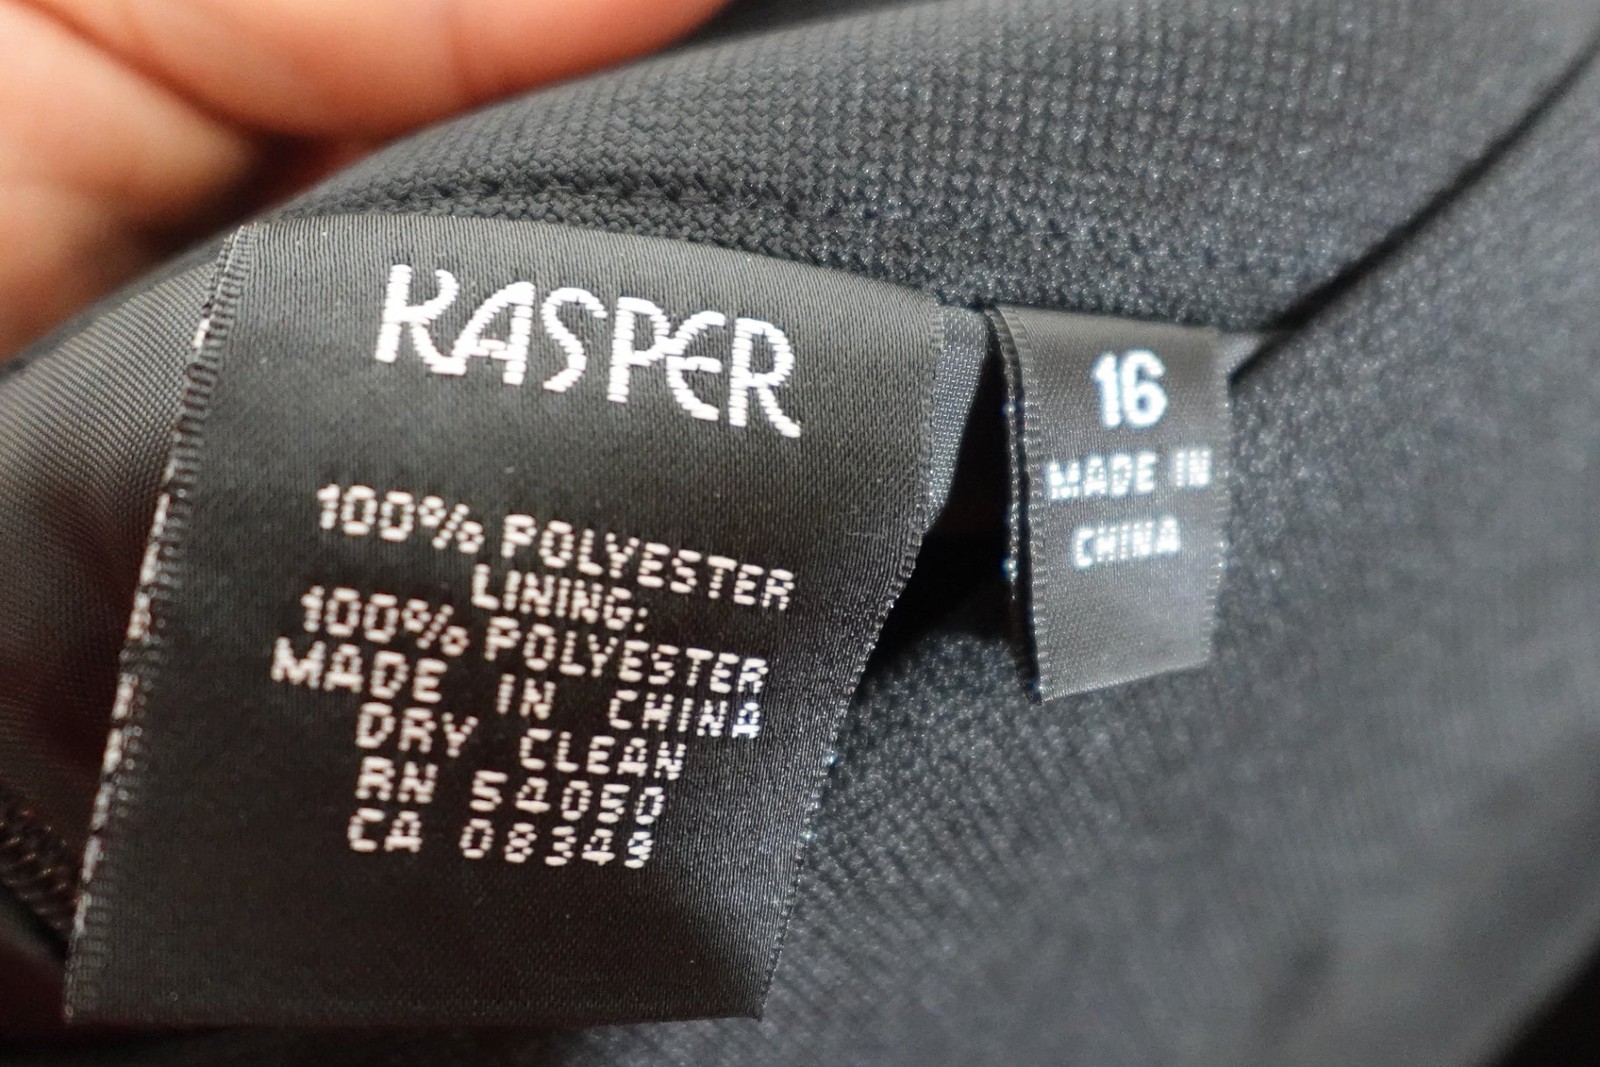 KASPER
100% POLYESTER
LINING:
100% POLYESTER
MADE IN CHINA
DRY CLEAN
RN 54050
CA 08349
16
MADE IN
CHINA